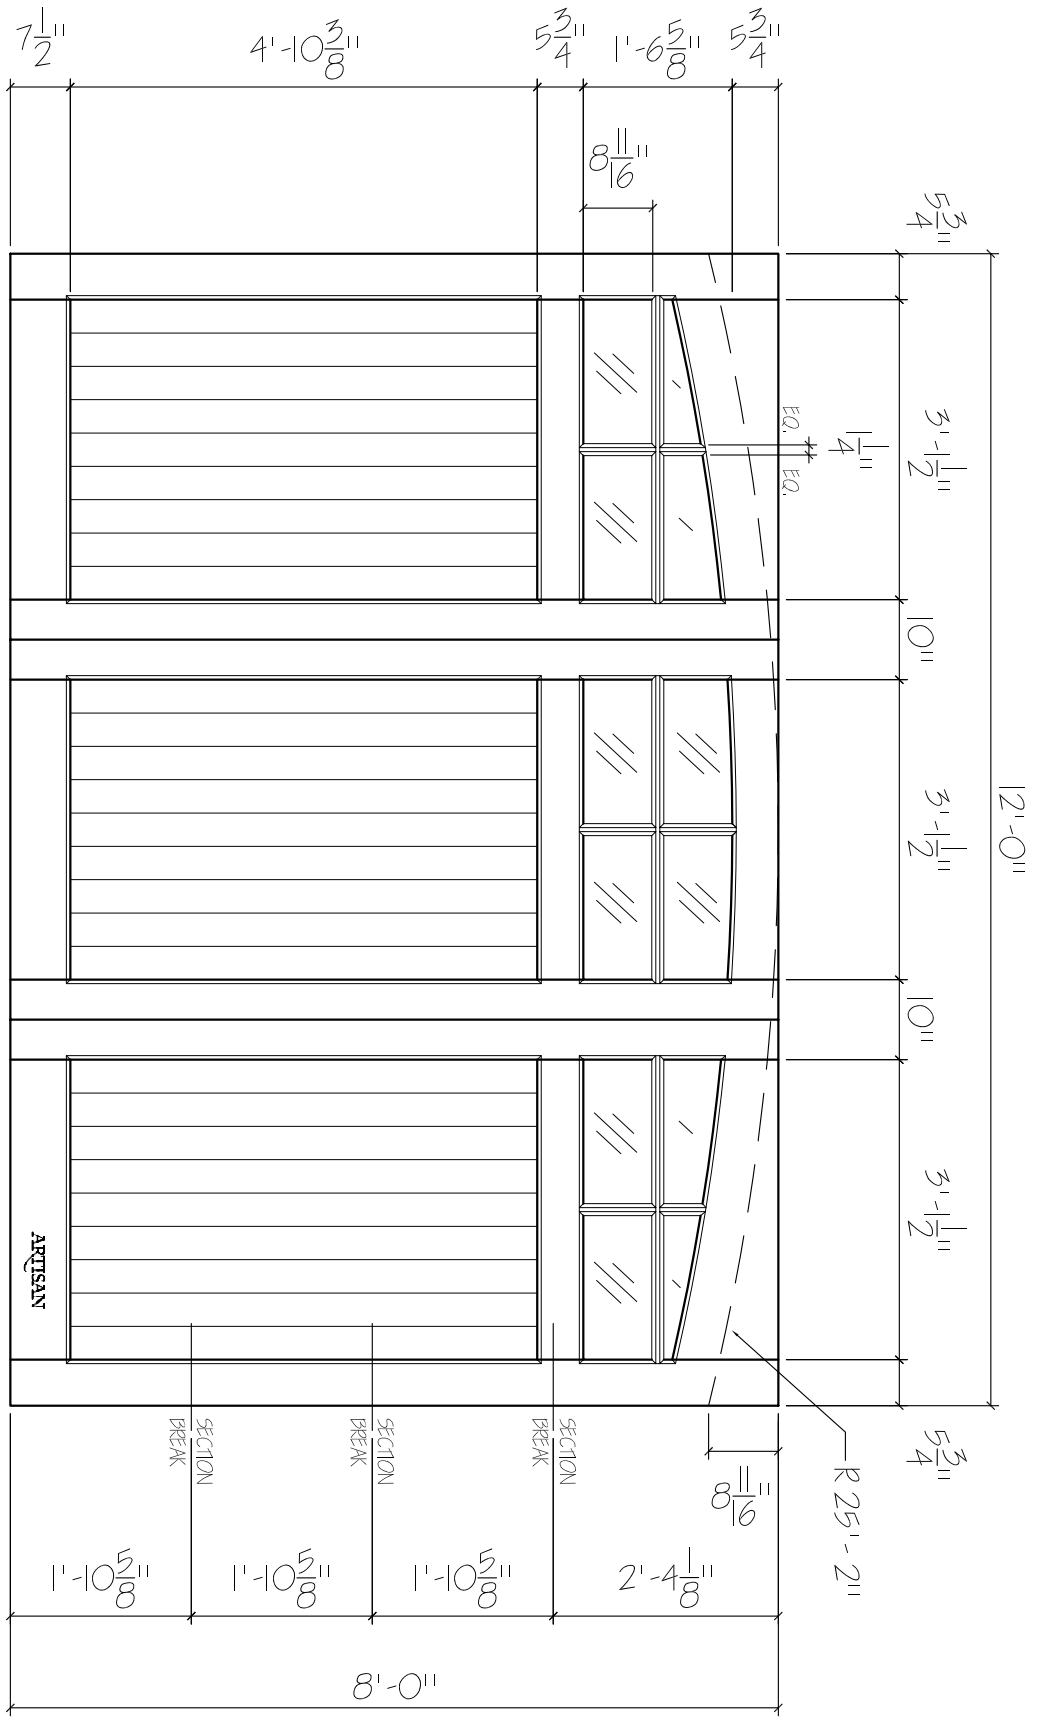 7 1/2"
4'-10 3/8"
5 3/4"
1'-6 5/8"
5 3/4"
8 11/16"
5 3/4"
3'-1 1/2"
10"
3'-1 1/2"
10"
3'-1 1/2"
5 3/4"
12'-0"
EQ.
1 1/4"
EQ.
R 25'-2"
8 11/16"
ARTISAN
SECTION
BREAK
SECTION
BREAK
SECTION
BREAK
1'-10 5/8"
1'-10 5/8"
1'-10 5/8"
2'-4 1/8"
8'-0"